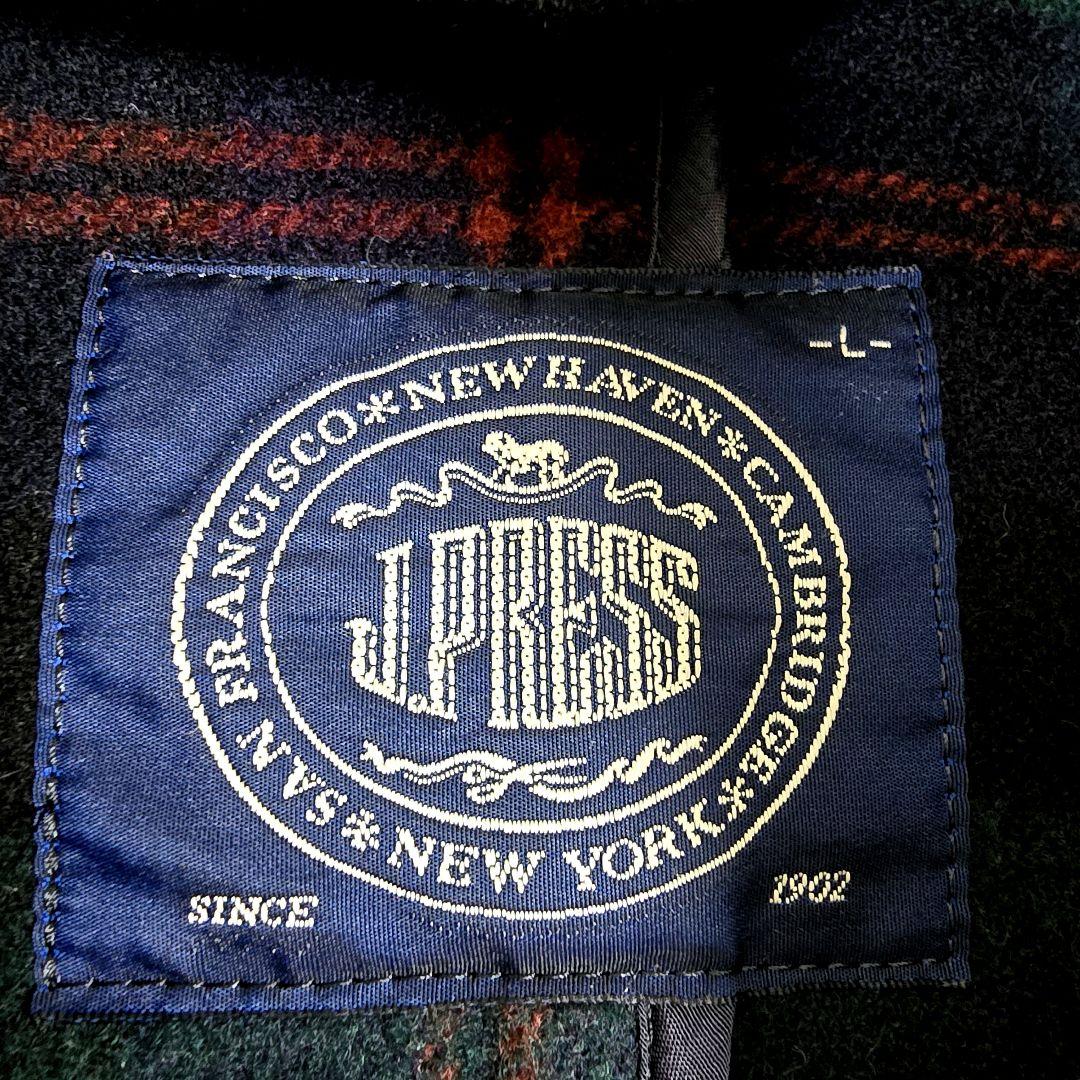 -L-
SAN FRANCISCO * NEW HAVEN * CAMBRIDGE * NEW YORK *
J.PRESS
SINCE 1902